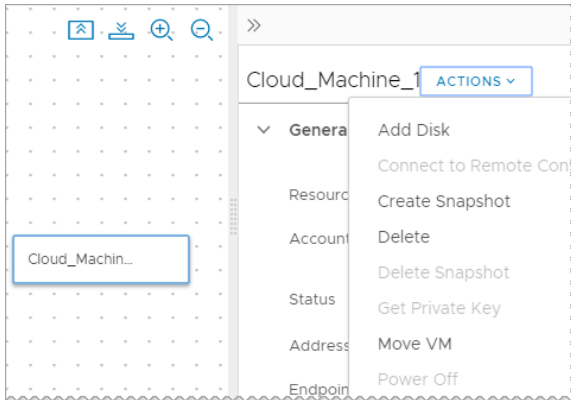 Cloud_Machine_1 ACTIONS
General
Add Disk
Connect to Remote Con
Resourc
Create Snapshot
Account
Delete
Cloud_Machin...
Delete Snapshot
Status
Get Private Key
Address
Move VM
Endpoin
Power Off